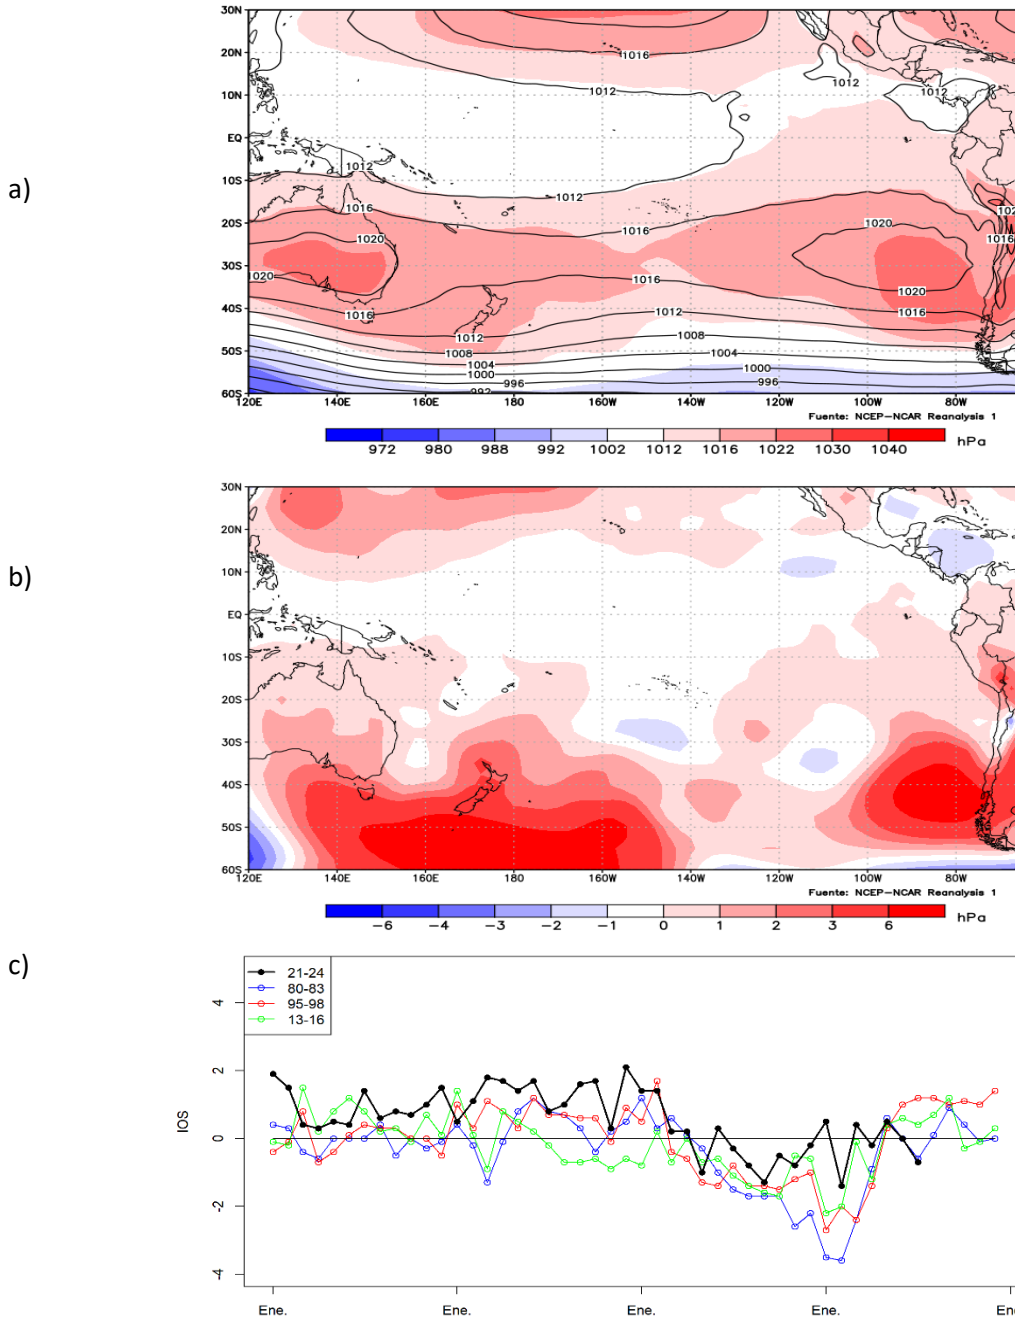 a)
30N
20N
10N
EQ
10S
20S
30S
40S
50S
60S
1016
1012
1012
1012
1012
1016
1020
1020
1016
1012
1008
1004
1000
996
992
1016
1016
1012
1008
1004
1000
996
1020
1020
1016
1016
120E 140E 160E 180 160W 140W 120W 100W 80W
Fuente: NCEP-NCAR Reanalysis 1
972 980 988 992 1002 1012 1016 1022 1030 1040 hPa
b)
30N
20N
10N
EQ
10S
20S
30S
40S
50S
60S
120E 140E 160E 180 160W 140W 120W 100W 80W
Fuente: NCEP-NCAR Reanalysis 1
-6 -4 -3 -2 -1 0 1 2 3 6 hPa
c)
21-24
80-83
95-98
13-16
IOS
4
2
0
-2
-4
Ene. Ene. Ene. Ene.